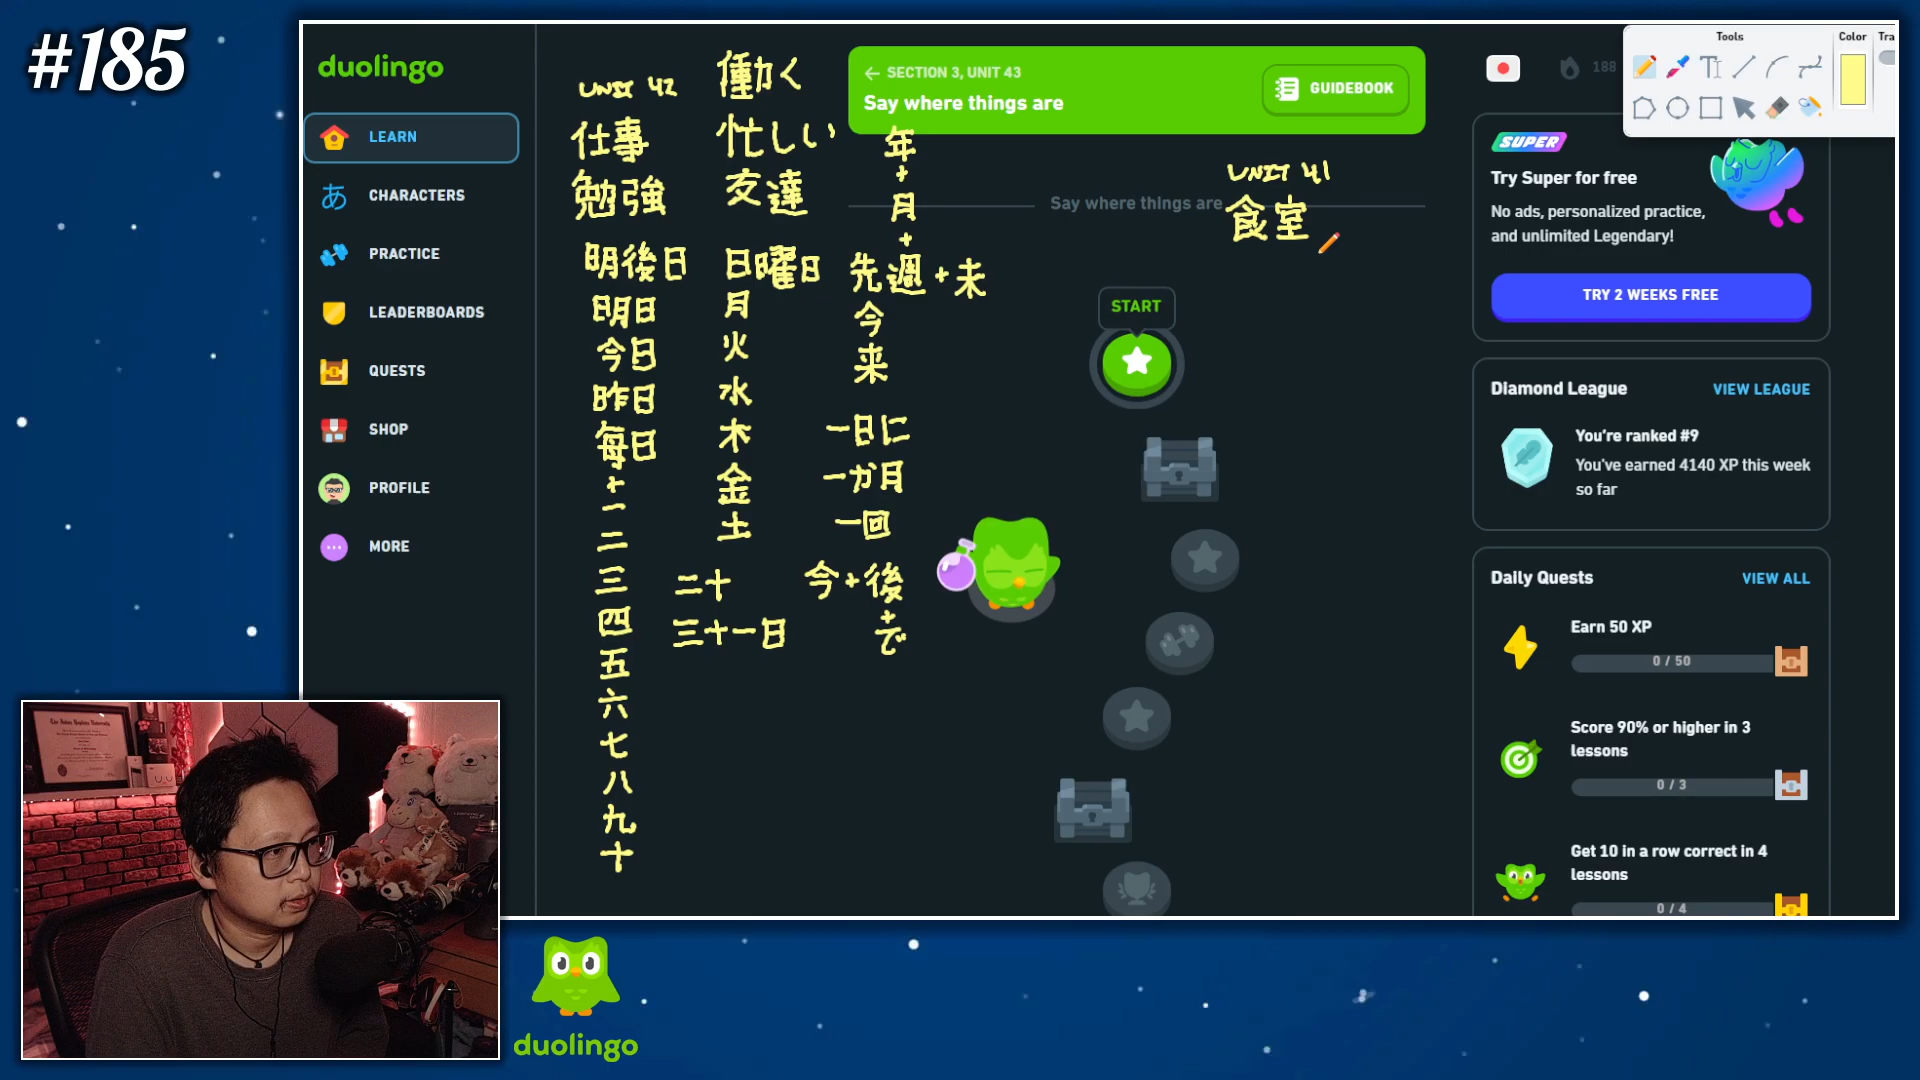 #185
duolingo
LEARN
CHARACTERS
PRACTICE
LEADERBOARDS
QUESTS
SHOP
PROFILE
MORE
UNIT 42
仕事
勉強
明後日
明日
今日
昨日
毎日
+
一
二
三
四
五
六
七
八
九
十
働く
忙しい
友達
日曜日
月
火
水
木
金
土
二十
三十一日
年
+
月
+
先週+末
今
来
一日に
一か月
一回
今+後
+
で
SECTION 3, UNIT 43
Say where things are
GUIDEBOOK
Say where things are
UNIT 41
食室
START
188
Tools
Color
Tra
SUPER
Try Super for free
No ads, personalized practice,
and unlimited Legendary!
TRY 2 WEEKS FREE
Diamond League
VIEW LEAGUE
You're ranked #9
You've earned 4140 XP this week
so far
Daily Quests
VIEW ALL
Earn 50 XP
0 / 50
Score 90% or higher in 3
lessons
0 / 3
Get 10 in a row correct in 4
lessons
0 / 4
duolingo